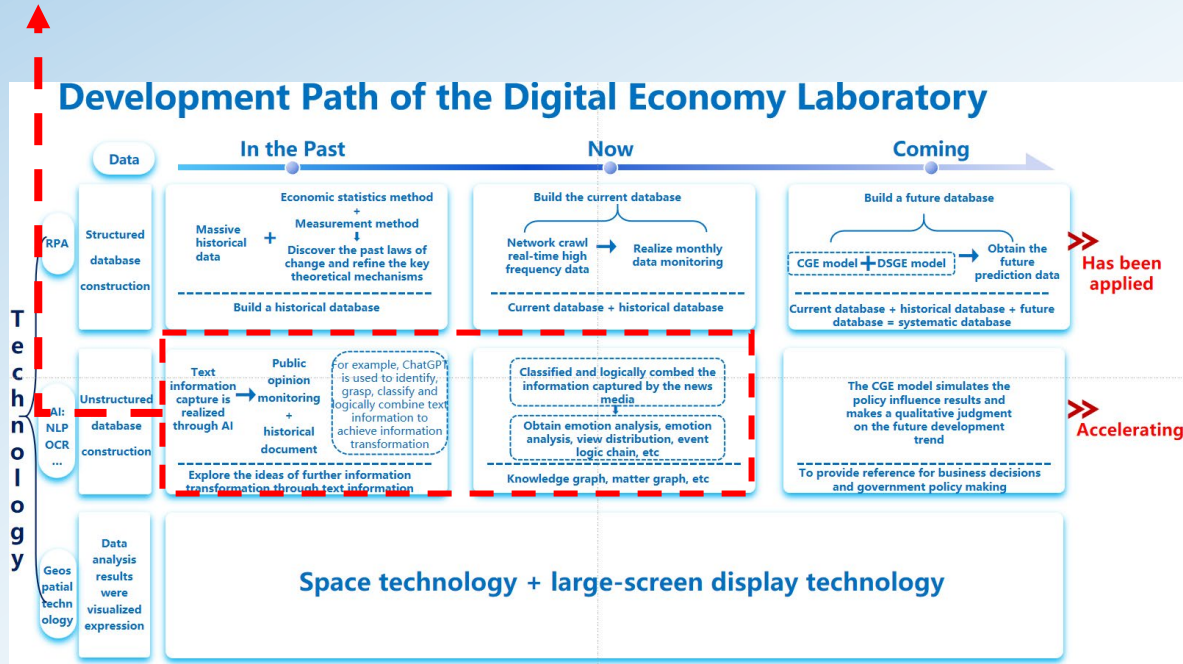 Development Path of the Digital Economy Laboratory
Data
In the Past
Now
Coming
Technology
RPA
Structured
database
construction
Massive
historical
data
+
Economic statistics method
+
Measurement method
Discover the past laws of
change and refine the key
theoretical mechanisms
Build a historical database
Build the current database
Network crawl
real-time high
frequency data
Realize monthly
data monitoring
Current database + historical database
Build a future database
CGE model + DSGE model
Obtain the
future
prediction data
Current database + historical database + future
database = systematic database
Has been
applied
AI:
NLP
OCR
...
Unstructured
database
construction
Text
information
capture is
realized
through AI
Public
opinion
monitoring
+
historical
document
For example, ChatGPT
is used to identify,
grasp, classify and
logically combine text
information to
achieve information
transformation
Explore the ideas of further information
transformation through text information
Classified and logically combed the
information captured by the news
media
Obtain emotion analysis, emotion
analysis, view distribution, event
logic chain, etc
Knowledge graph, matter graph, etc
The CGE model simulates the
policy influence results and
makes a qualitative judgment
on the future development
trend
To provide reference for business decisions
and government policy making
Accelerating
Geos
patial
techn
ology
Data
analysis
results
were
visualized
expression
Space technology + large-screen display technology